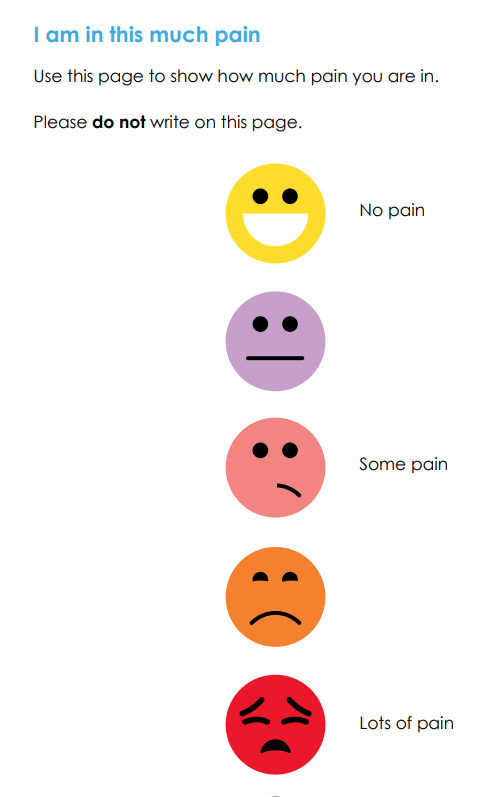 I am in this much pain
Use this page to show how much pain you are in.
Please do not write on this page.
No pain
Some pain
Lots of pain